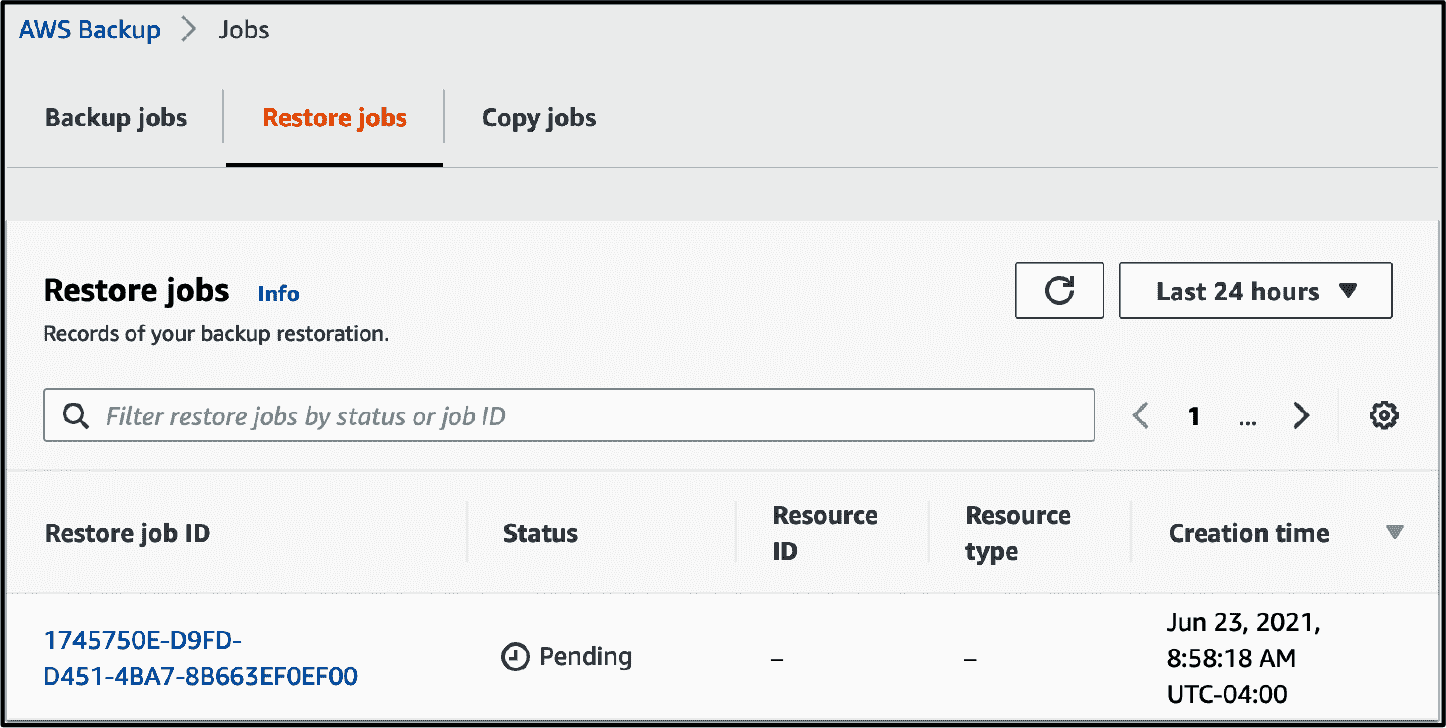 AWS Backup > Jobs
Backup jobs Restore jobs Copy jobs
Restore jobs Info
Last 24 hours
Records of your backup restoration.
Filter restore jobs by status or job ID
1 ...
Restore job ID
Status
Resource
ID
Resource
type
Creation time
1745750E-D9FD-
D451-4BA7-8B663EF0EF00
Pending
–
–
Jun 23, 2021,
8:58:18 AM
UTC-04:00